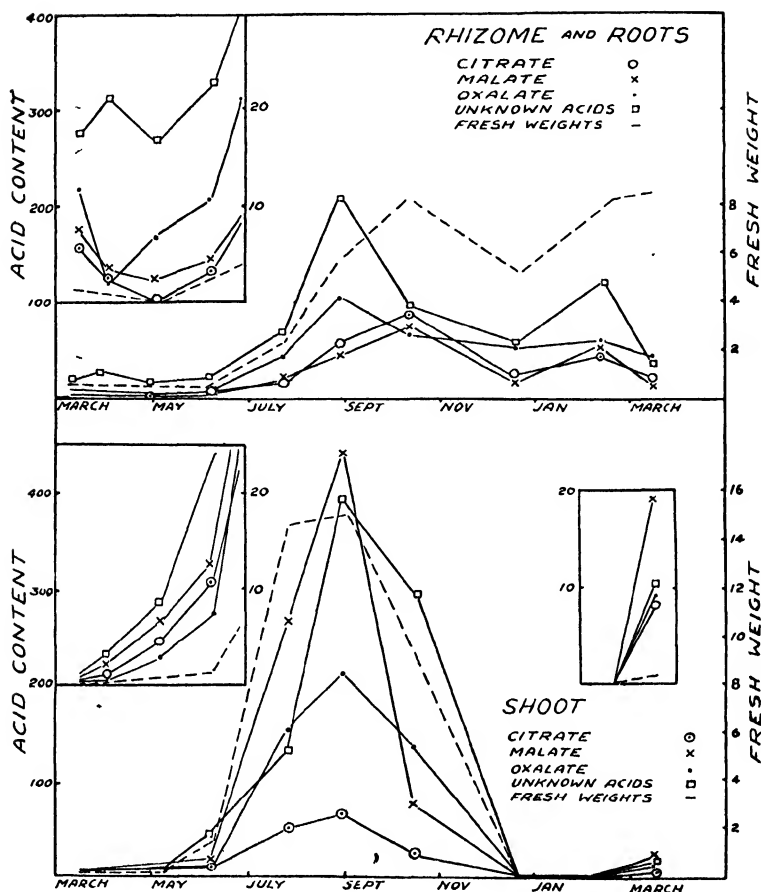 400
300
200
100
ACID CONTENT
20
10
RHIZOME AND ROOTS
CITRATE
MALATE
OXALATE
UNKNOWN ACIDS
FRESH WEIGHTS
8
6
4
2
FRESH WEIGHT
MARCH MAY JULY SEPT NOV JAN MARCH
400
300
200
100
ACID CONTENT
20
10
20
10
16
14
12
10
8
6
4
2
FRESH WEIGHT
SHOOT
CITRATE
MALATE
OXALATE
UNKNOWN ACIDS
FRESH WEIGHTS
MARCH MAY JULY SEPT NOV JAN MARCH